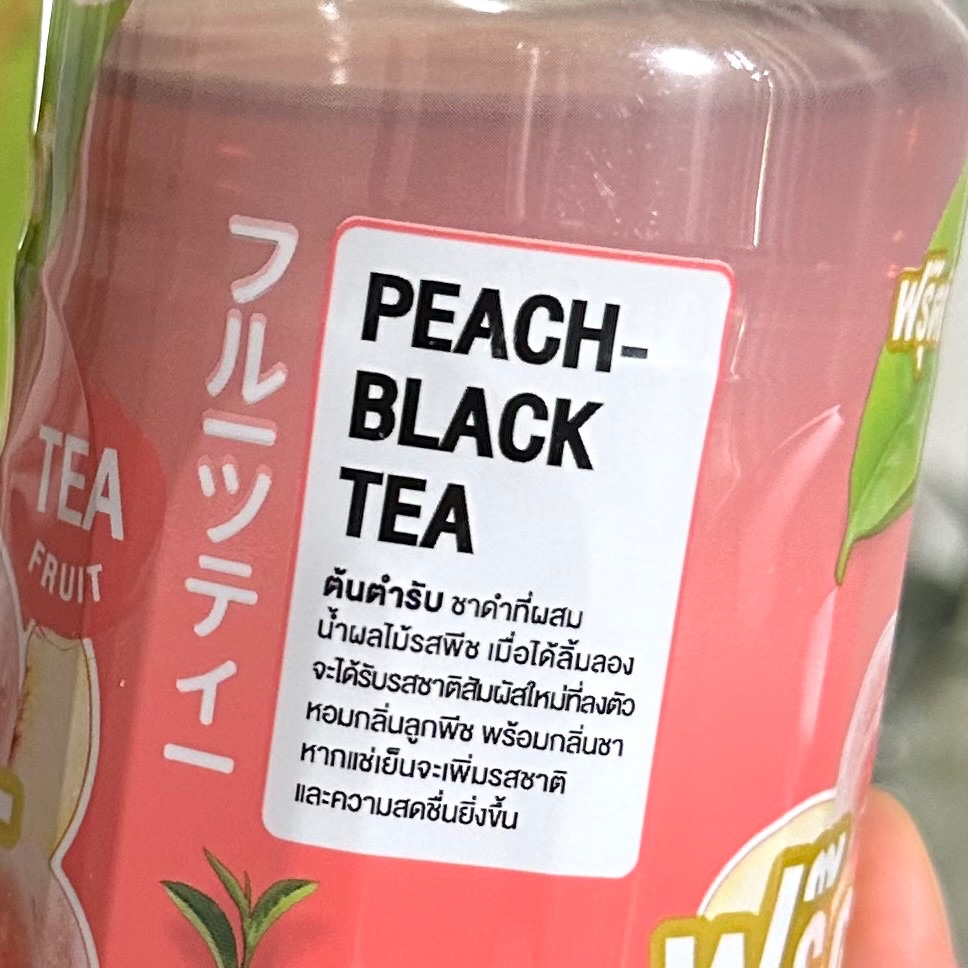 フルーツティー
PEACH-
BLACK
TEA
ต้นตำรับ ชาดำที่ผสม
น้ำผลไม้รสพีช เมื่อได้ลิ้มลอง
จะได้รับรสชาติสัมผัสใหม่ที่ลงตัว
หอมกลิ่นลูกพีช พร้อมกลิ่นชา
หากแช่เย็นจะเพิ่มรสชาติ
และความสดชื่นยิ่งขึ้น
TEA
FRUIT